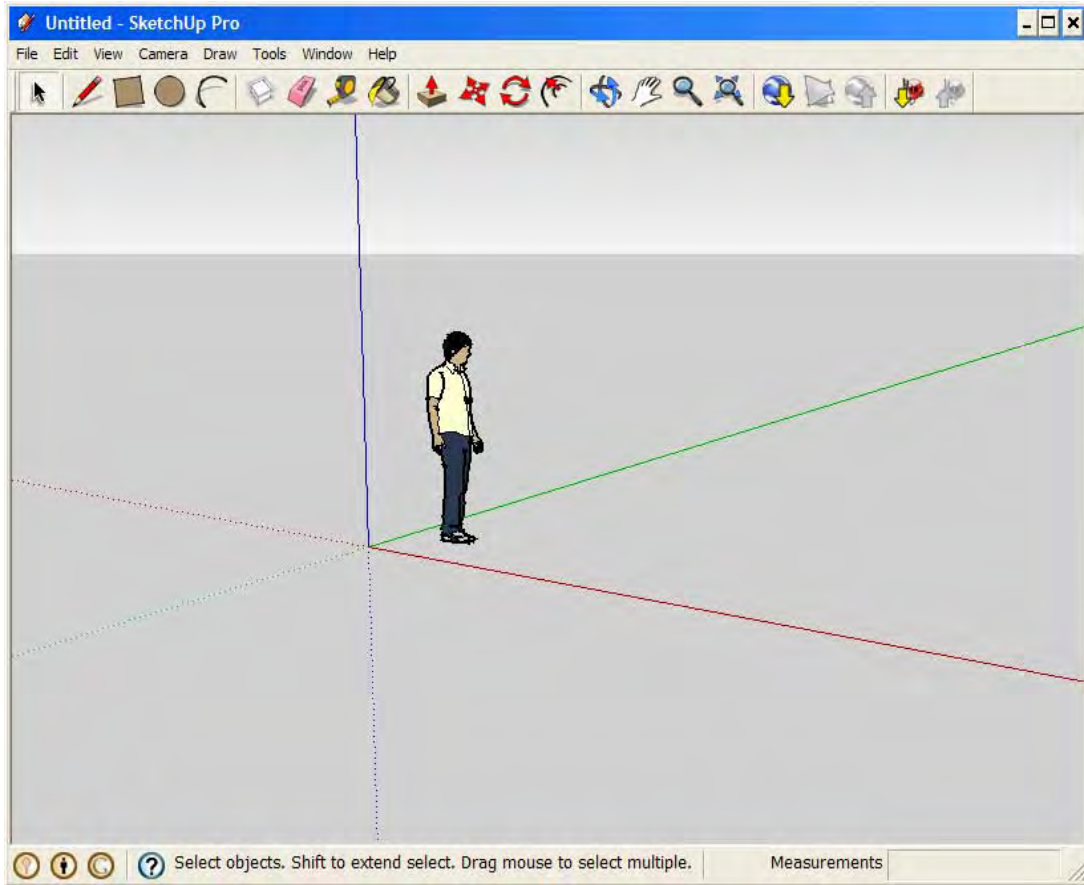 Untitled - SketchUp Pro
File Edit View Camera Draw Tools Window Help
Select objects. Shift to extend select. Drag mouse to select multiple. Measurements